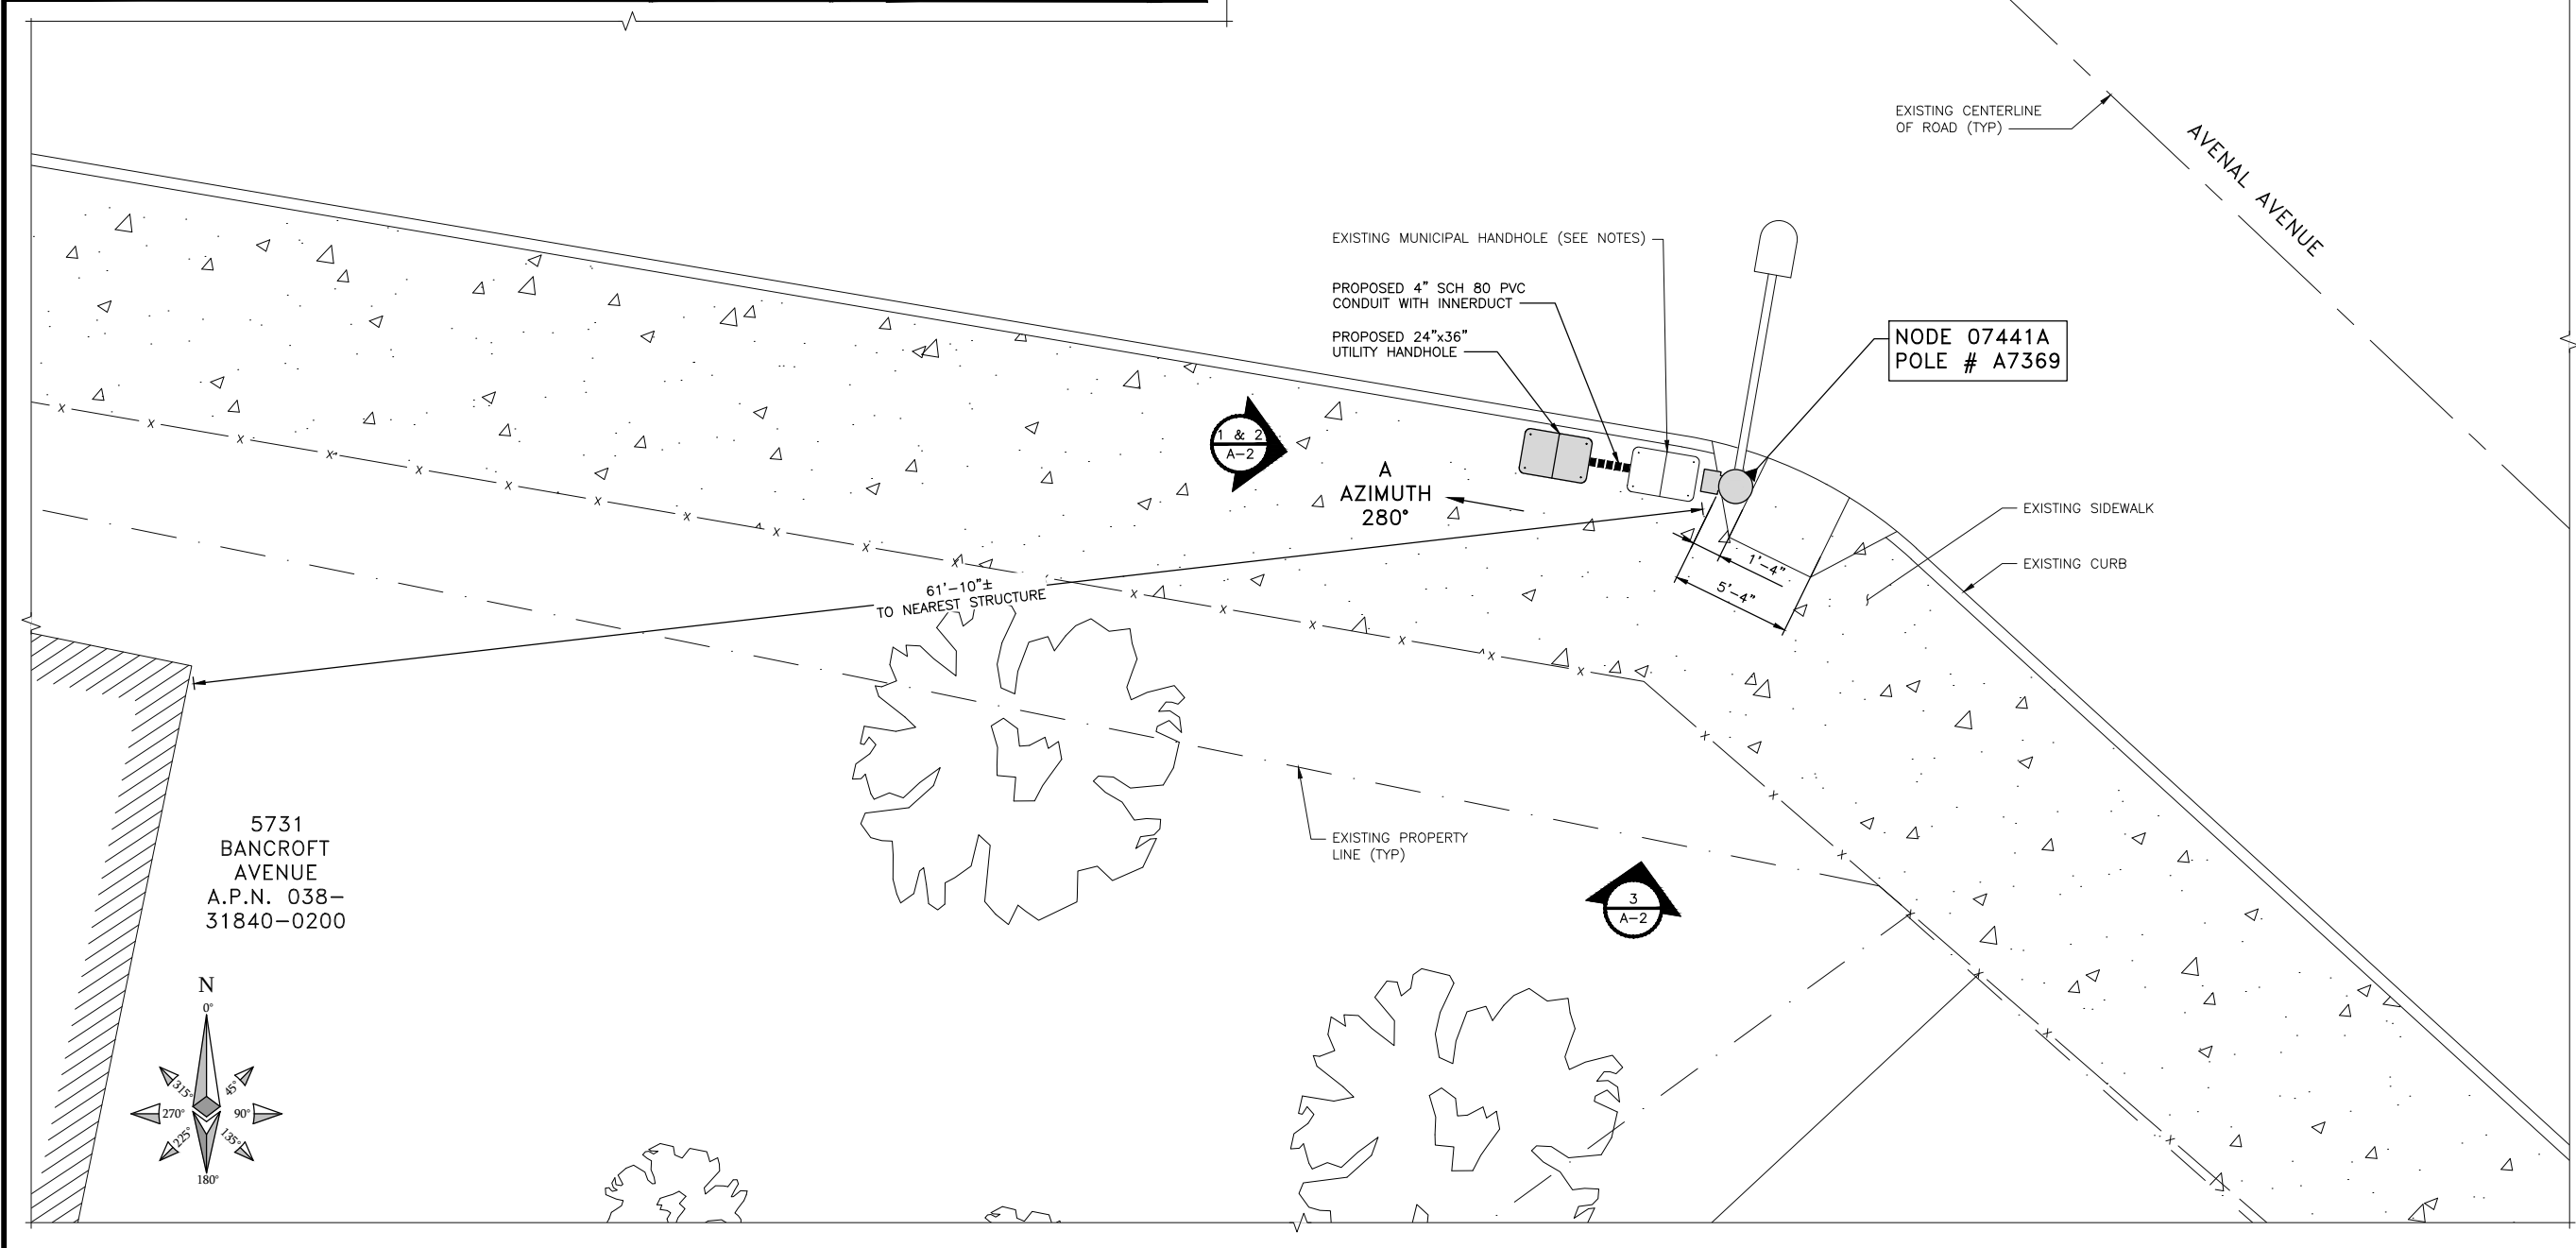 EXISTING CENTERLINE
OF ROAD (TYP)
AVENAL AVENUE
EXISTING MUNICIPAL HANDHOLE (SEE NOTES)
PROPOSED 4" SCH 80 PVC
CONDUIT WITH INNERDUCT
PROPOSED 24"x36"
UTILITY HANDHOLE
NODE 07441A
POLE # A7369
1 & 2
A-2
A
AZIMUTH
280°
EXISTING SIDEWALK
EXISTING CURB
1'-4"
5'-4"
61'-10"±
TO NEAREST STRUCTURE
EXISTING PROPERTY
LINE (TYP)
3
A-2
5731
BANCROFT
AVENUE
A.P.N. 038-
31840-0200
N
0°
315°
45°
270°
90°
225°
135°
180°